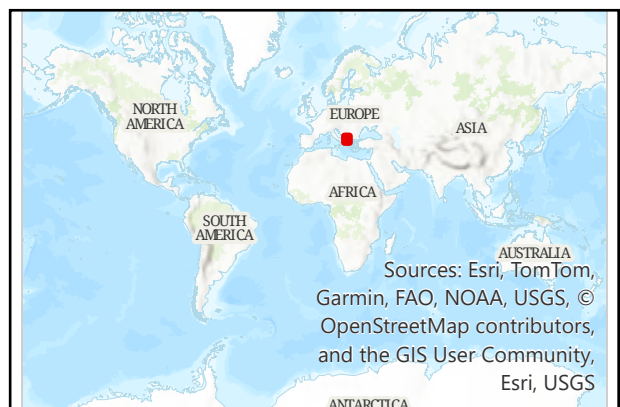 EUROPE
NORTH
AMERICA
ASIA
AFRICA
SOUTH
AMERICA
AUSTRALIA
Sources: Esri, TomTom,
Garmin, FAO, NOAA, USGS, ©
OpenStreetMap contributors,
and the GIS User Community,
Esri, USGS
ANTARCTICA